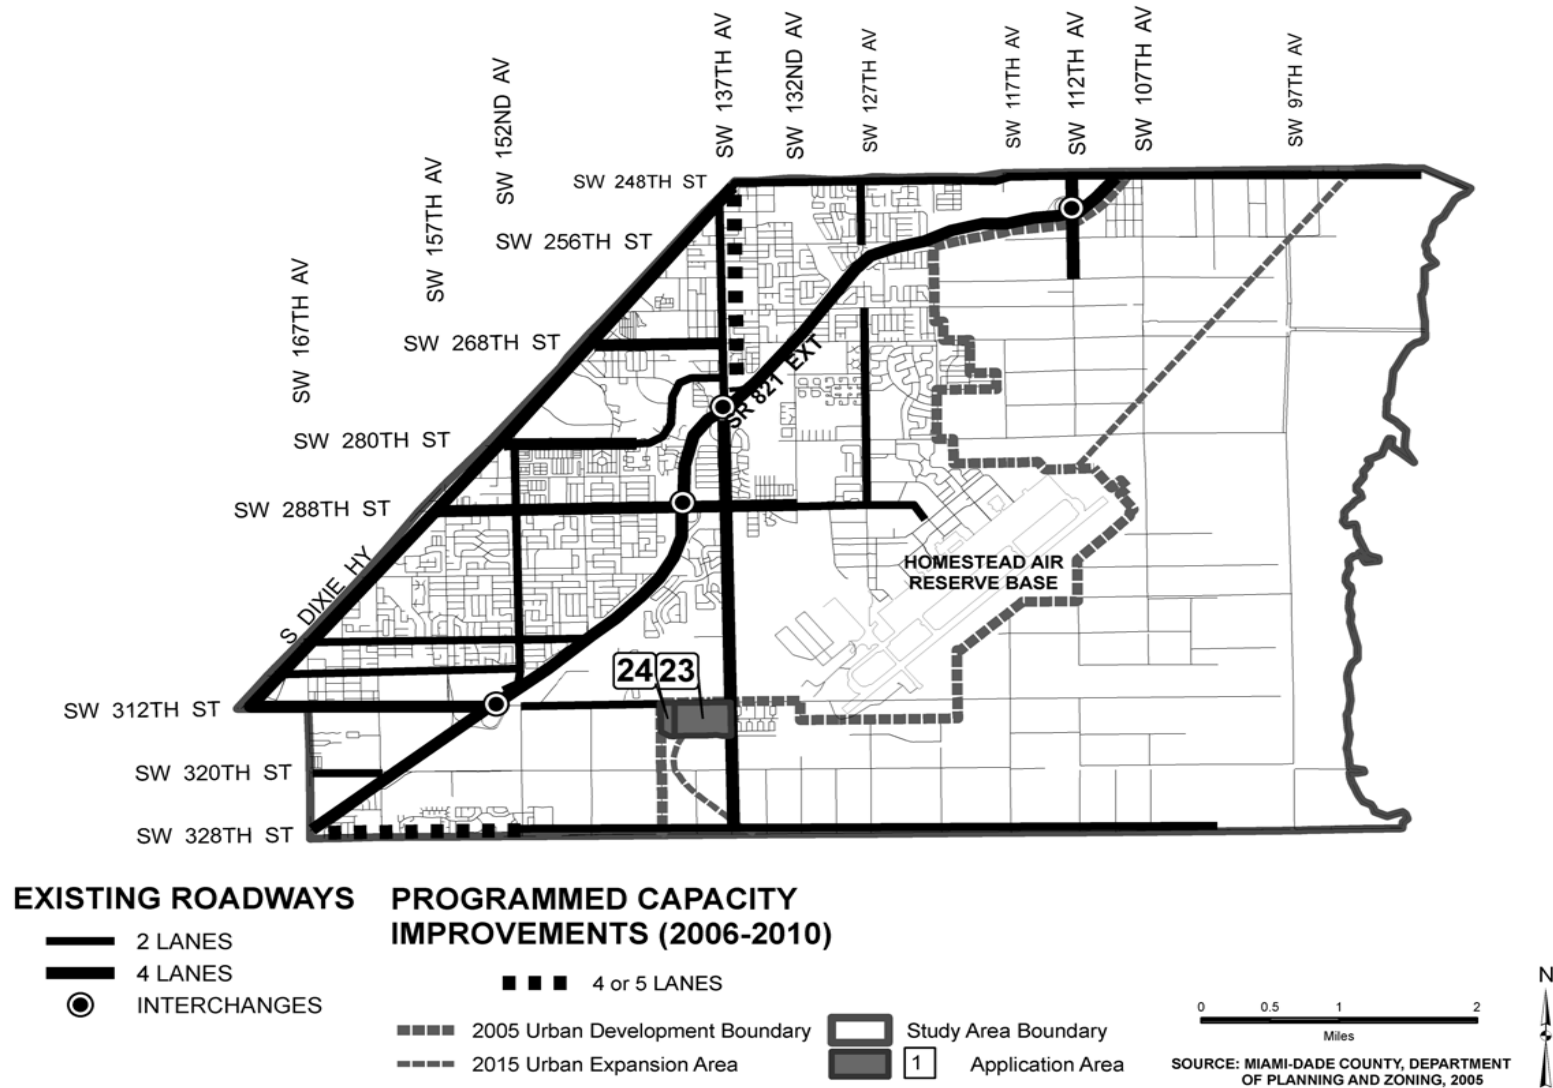 SW 167TH AV
SW 157TH AV
SW 152ND AV
SW 137TH AV
SW 132ND AV
SW 127TH AV
SW 117TH AV
SW 112TH AV
SW 107TH AV
SW 97TH AV
SW 248TH ST
SW 256TH ST
SW 268TH ST
SR 821 EXT
SW 280TH ST
SW 288TH ST
S DIXIE HY
HOMESTEAD AIR
RESERVE BASE
24 23
SW 312TH ST
SW 320TH ST
SW 328TH ST
EXISTING ROADWAYS
2 LANES
4 LANES
INTERCHANGES
PROGRAMMED CAPACITY
IMPROVEMENTS (2006-2010)
4 or 5 LANES
2005 Urban Development Boundary
2015 Urban Expansion Area
Study Area Boundary
1 Application Area
N
0 0.5 1 2
Miles
SOURCE: MIAMI-DADE COUNTY, DEPARTMENT
OF PLANNING AND ZONING, 2005